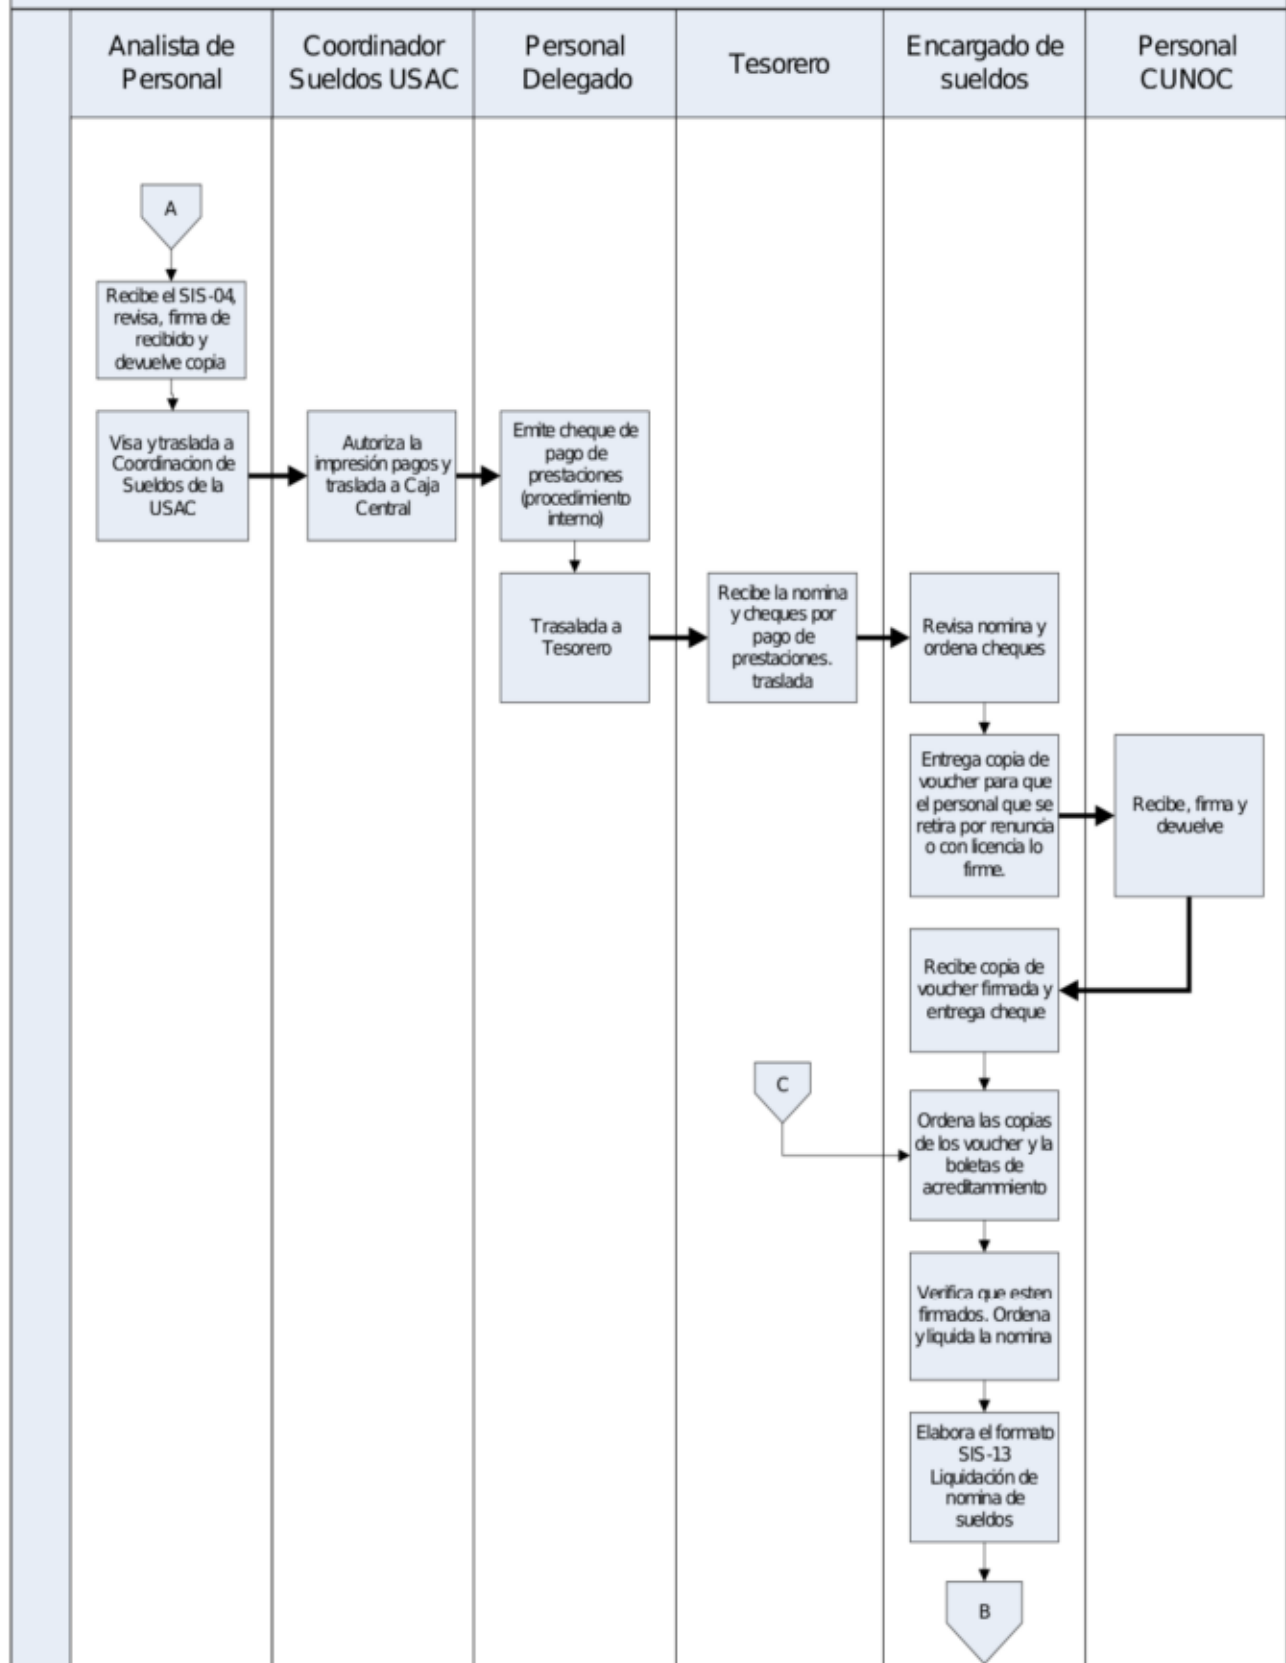 Analista de
Personal
Coordinador
Sueldos USAC
Personal
Delegado
Tesorero
Encargado de
sueldos
Personal
CUNOC
A
Recibe el SIS-04,
revisa, firma de
recibido y
devuelve copia
Visa y traslada a
Coordinacion de
Sueldos de la
USAC
Autoriza la
impresión pagos y
traslada a Caja
Central
Emite cheque de
pago de
prestaciones
(procedimiento
interno)
Trasalada a
Tesorero
Recibe la nomina
y cheques por
pago de
prestaciones.
traslada
Revisa nomina y
ordena cheques
Entrega copia de
voucher para que
el personal que se
retira por renuncia
o con licencia lo
firme.
Recibe, firma y
devuelve
Recibe copia de
voucher firmada y
entrega cheque
C
Ordena las copias
de los voucher y la
boletas de
acreditammiento
Verifica que esten
firmados. Ordena
y liquida la nomina
Elabora el formato
SIS-13
Liquidación de
nomina de
sueldos
B